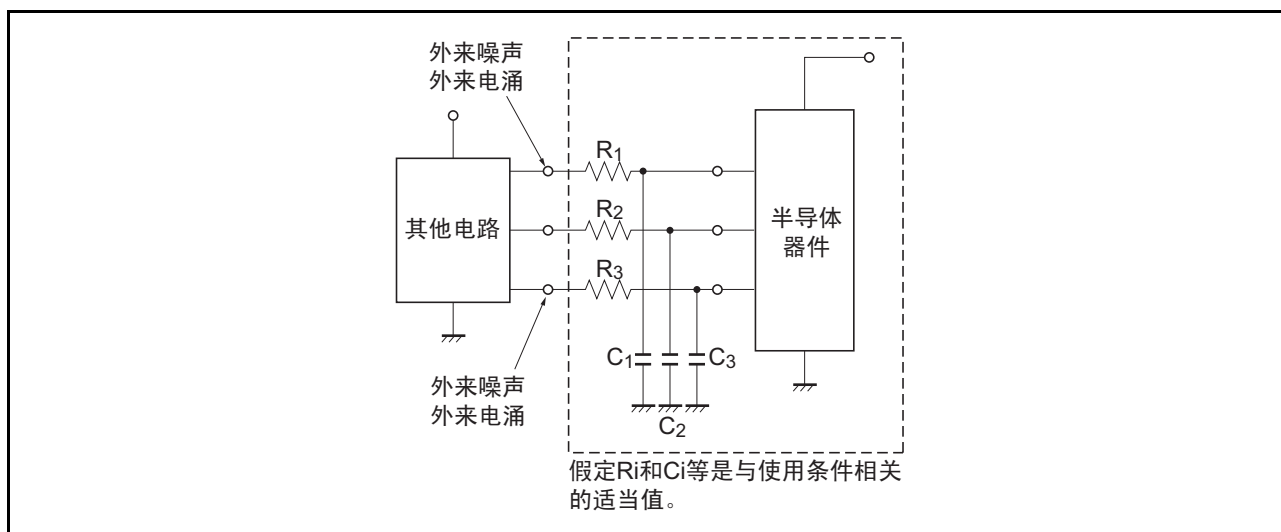 外来噪声
外来电涌
其他电路
R1
R2
R3
半导体
器件
C1
C3
C2
外来噪声
外来电涌
假定Ri和Ci等是与使用条件相关
的适当值。